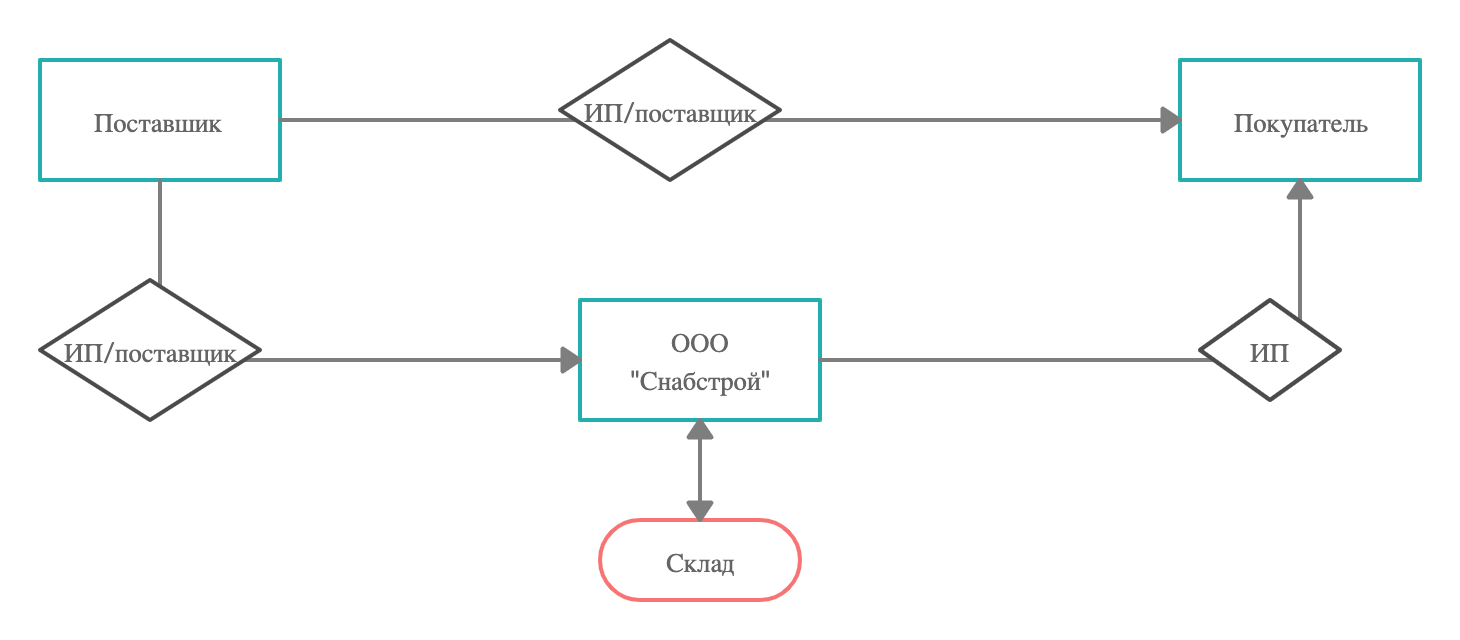 Поставшик
ИП/поставщик
Покупатель
ИП/поставщик
ООО
"Снабстрой"
ИП
Склад